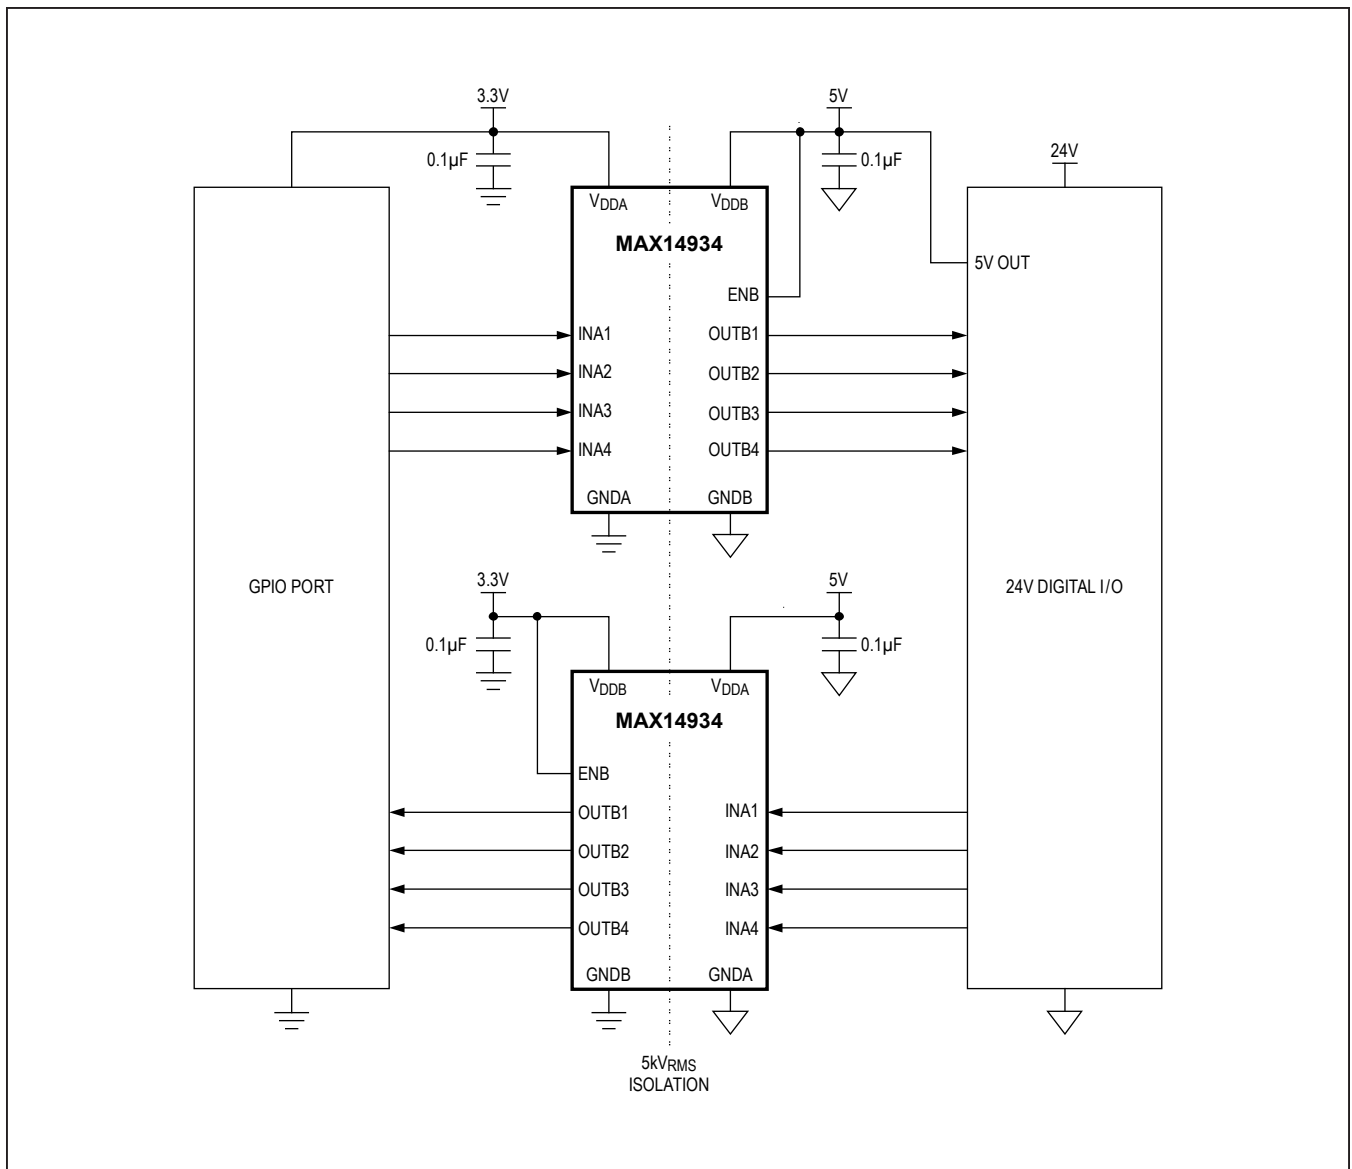 3.3V
5V
0.1µF
0.1µF
24V
VDDA
VDDB
MAX14934
5V OUT
ENB
INA1
OUTB1
INA2
OUTB2
INA3
OUTB3
INA4
OUTB4
GNDA
GNDB
GPIO PORT
3.3V
5V
24V DIGITAL I/O
0.1µF
0.1µF
VDDB
VDDA
MAX14934
ENB
OUTB1
INA1
OUTB2
INA2
OUTB3
INA3
OUTB4
INA4
GNDB
GNDA
5kVRMS
ISOLATION